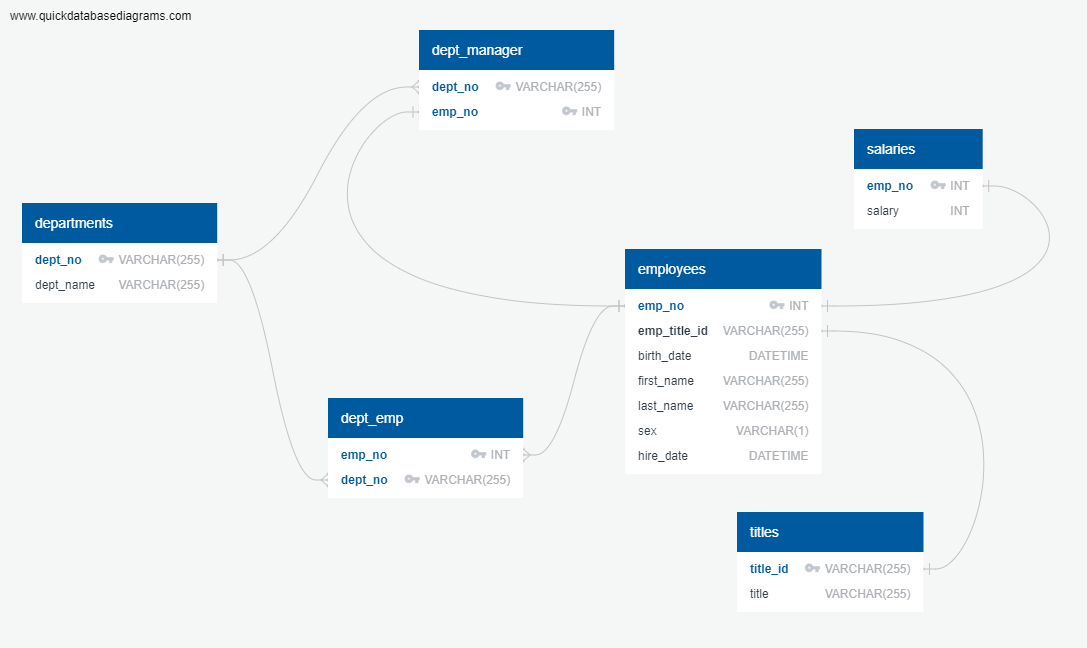 www.quickdatabasediagrams.com
dept_manager
dept_no VARCHAR(255)
emp_no INT
salaries
emp_no INT
salary INT
departments
dept_no VARCHAR(255)
dept_name VARCHAR(255)
employees
emp_no INT
emp_title_id VARCHAR(255)
birth_date DATETIME
first_name VARCHAR(255)
last_name VARCHAR(255)
sex VARCHAR(1)
hire_date DATETIME
dept_emp
emp_no INT
dept_no VARCHAR(255)
titles
title_id VARCHAR(255)
title VARCHAR(255)